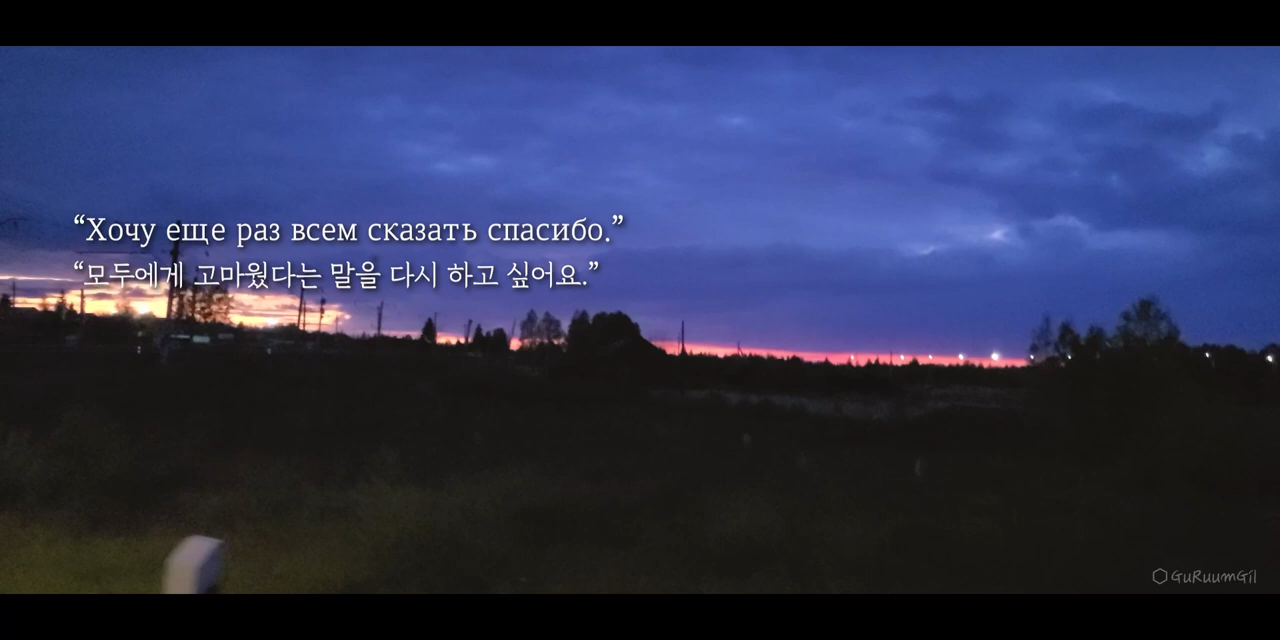 “Хочу еще раз всем сказать спасибо.”
“모두에게 고마웠다는 말을 다시 하고 싶어요.”
GuRuumGil